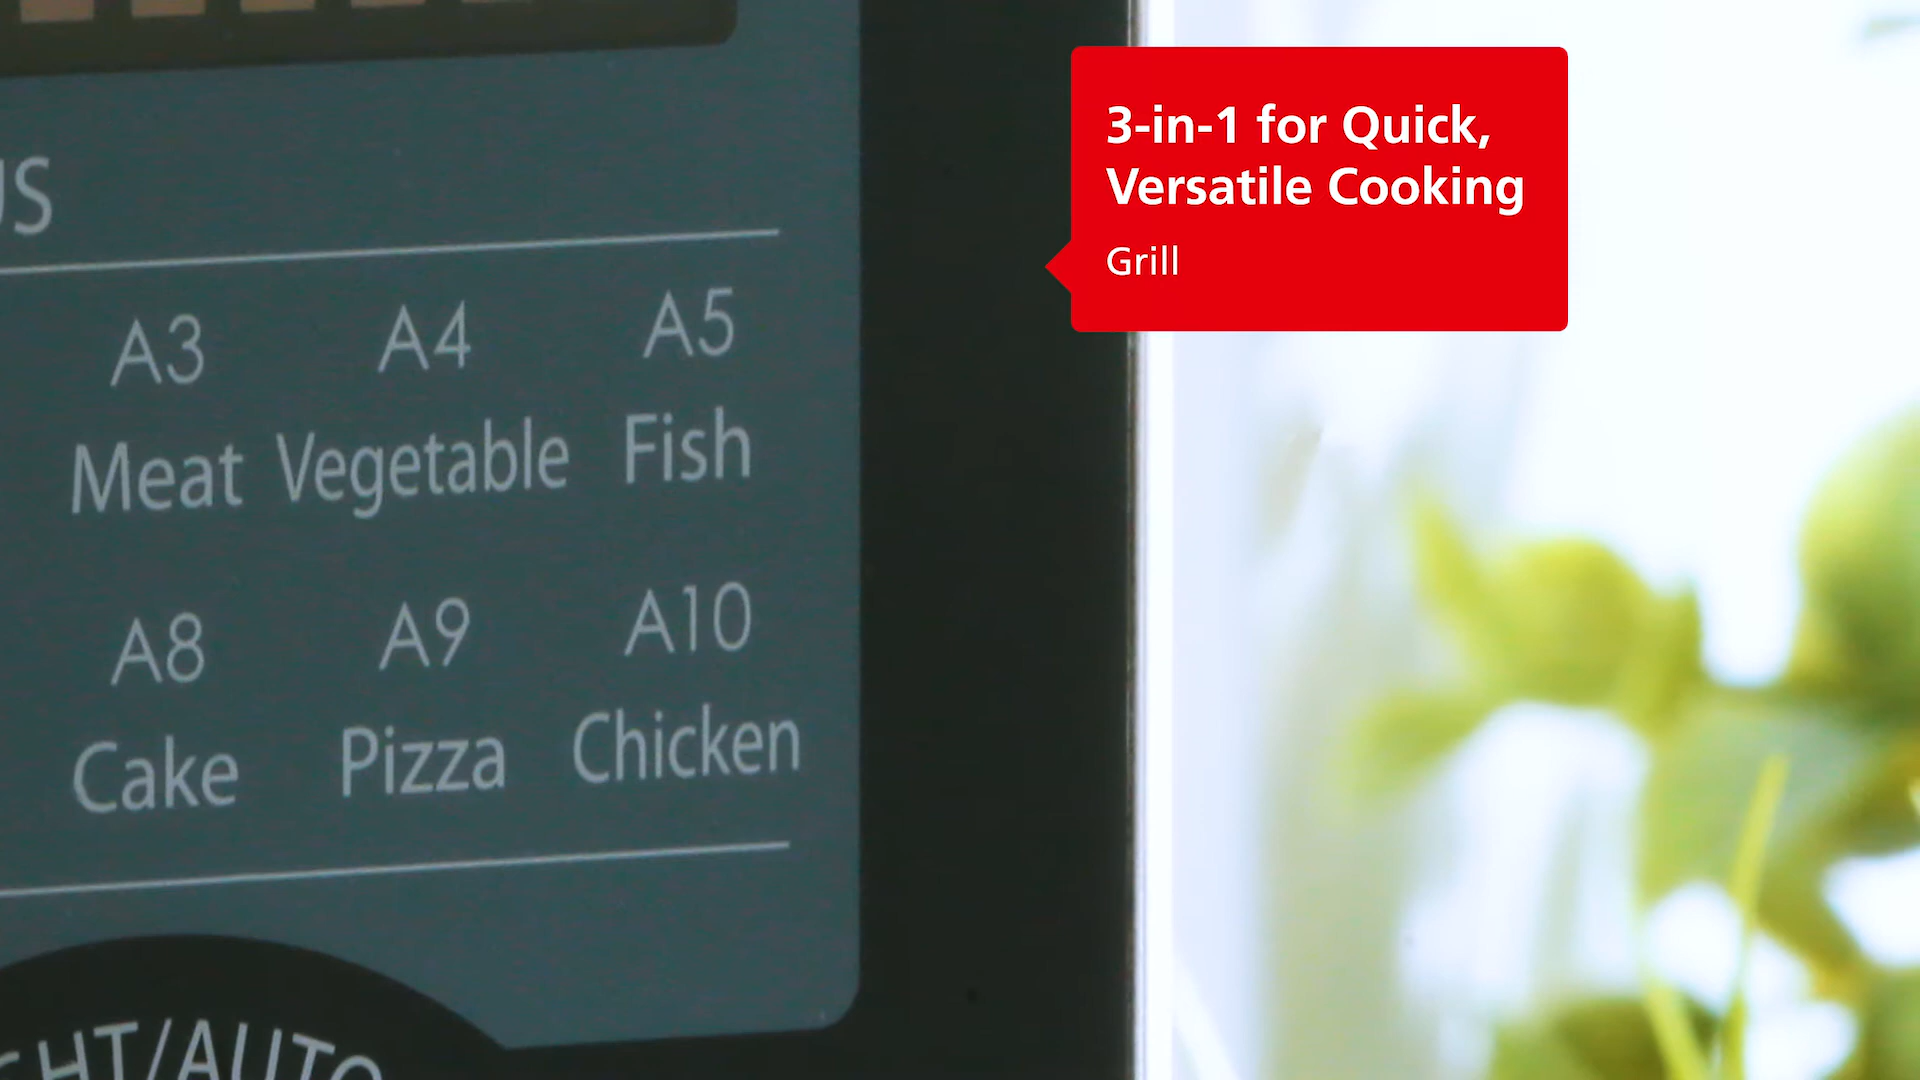 A3 A4 A5
Meat Vegetable Fish
A8 A9 A10
Cake Pizza Chicken
3-in-1 for Quick,
Versatile Cooking
Grill